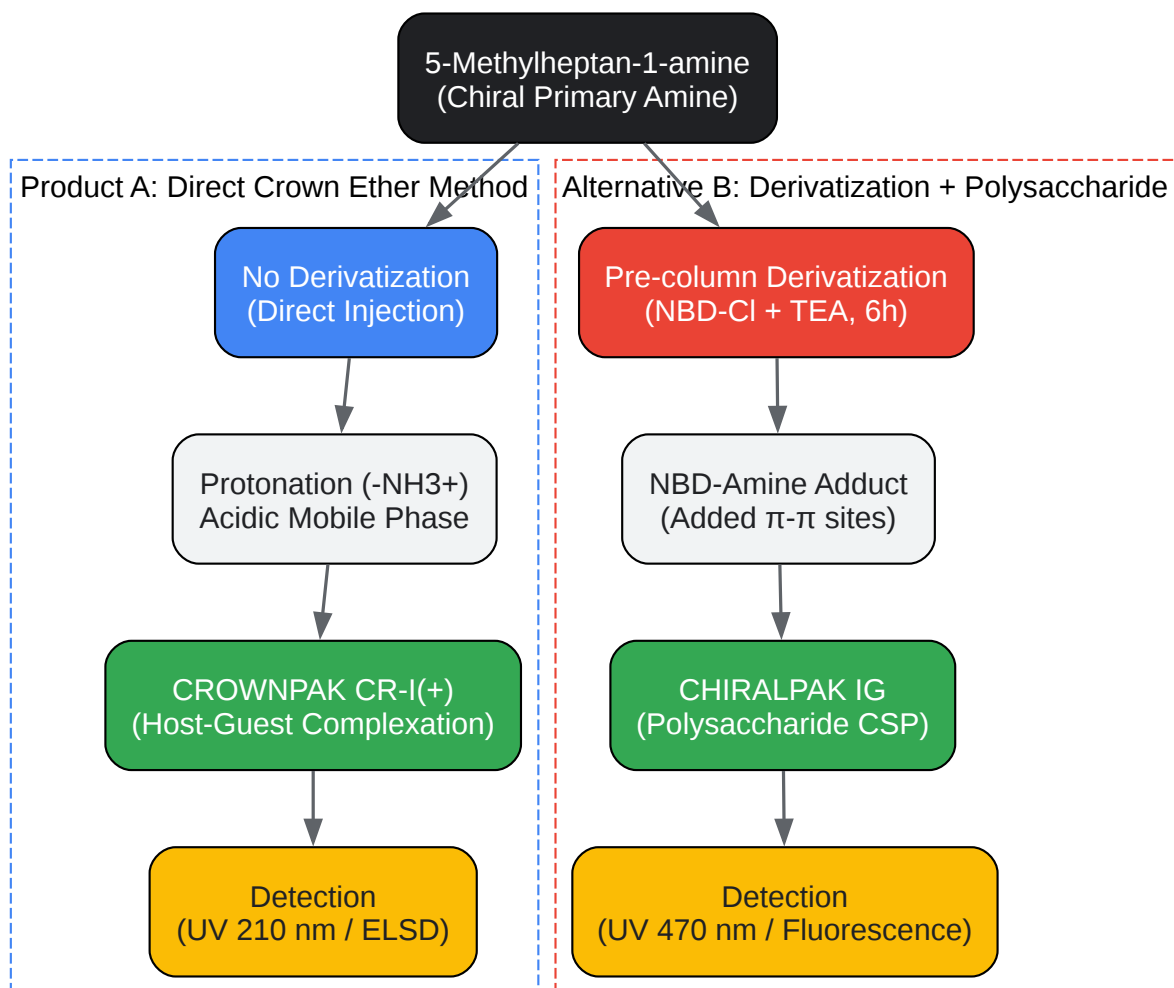 5-Methylheptan-1-amine
(Chiral Primary Amine)
Product A: Direct Crown Ether Method
No Derivatization
(Direct Injection)
Protonation (-NH3+)
Acidic Mobile Phase
CROWNPAK CR-I(+)
(Host-Guest Complexation)
Detection
(UV 210 nm / ELSD)
Alternative B: Derivatization + Polysaccharide
Pre-column Derivatization
(NBD-Cl + TEA, 6h)
NBD-Amine Adduct
(Added π-π sites)
CHIRALPAK IG
(Polysaccharide CSP)
Detection
(UV 470 nm / Fluorescence)